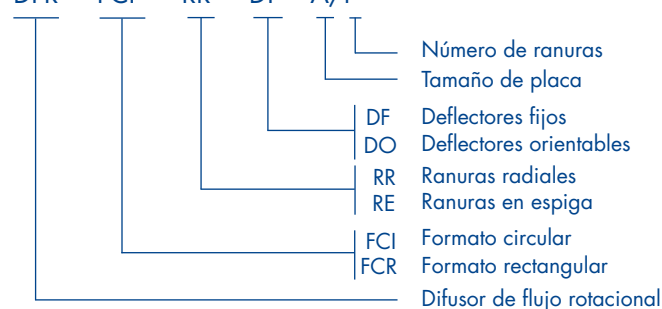 Número de ranuras
Tamaño de placa
DF Deflectores fijos
DO Deflectores orientables
RR Ranuras radiales
RE Ranuras en espiga
FCI Formato circular
FCR Formato rectangular
Difusor de flujo rotacional